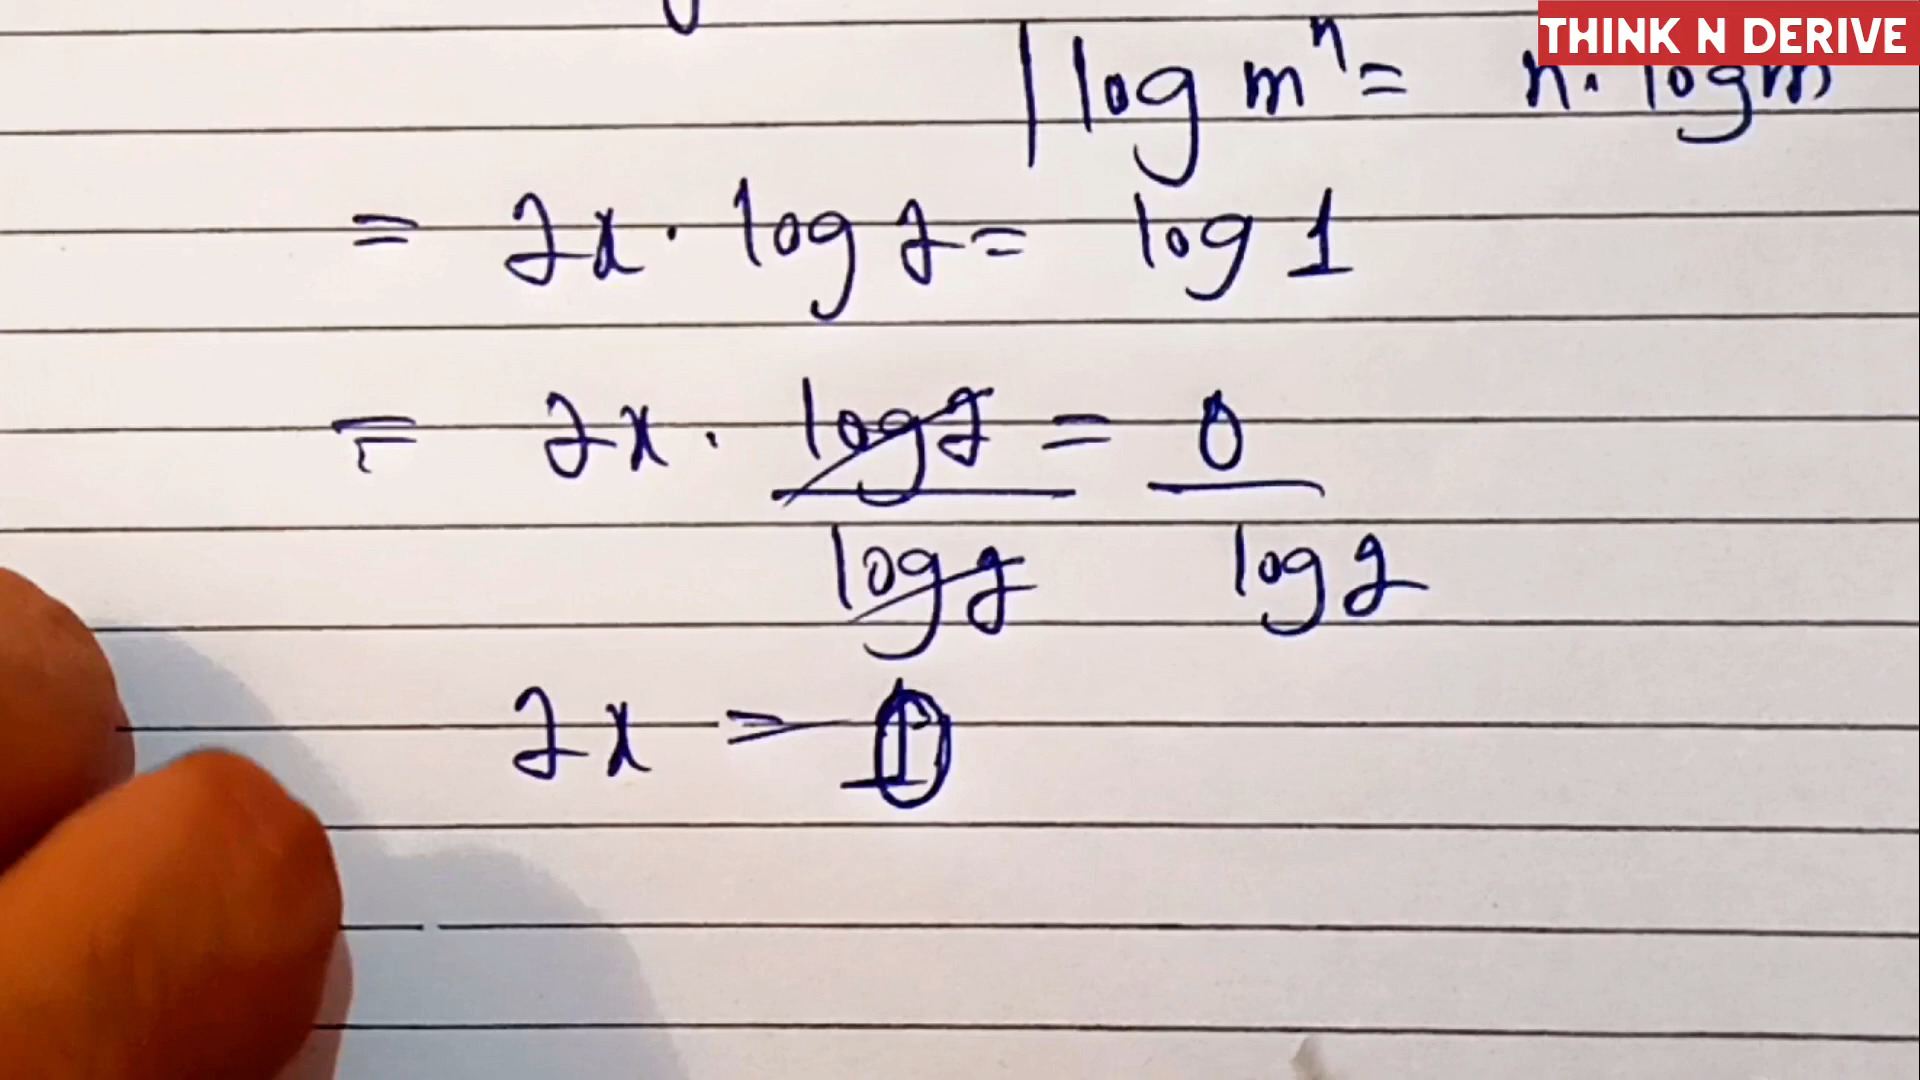 THINK N DERIVE
log mⁿ = n. log m
= 2x · log 2 = log 1
= 2x · log 2 = 0
log 2 log 2
2x = 0